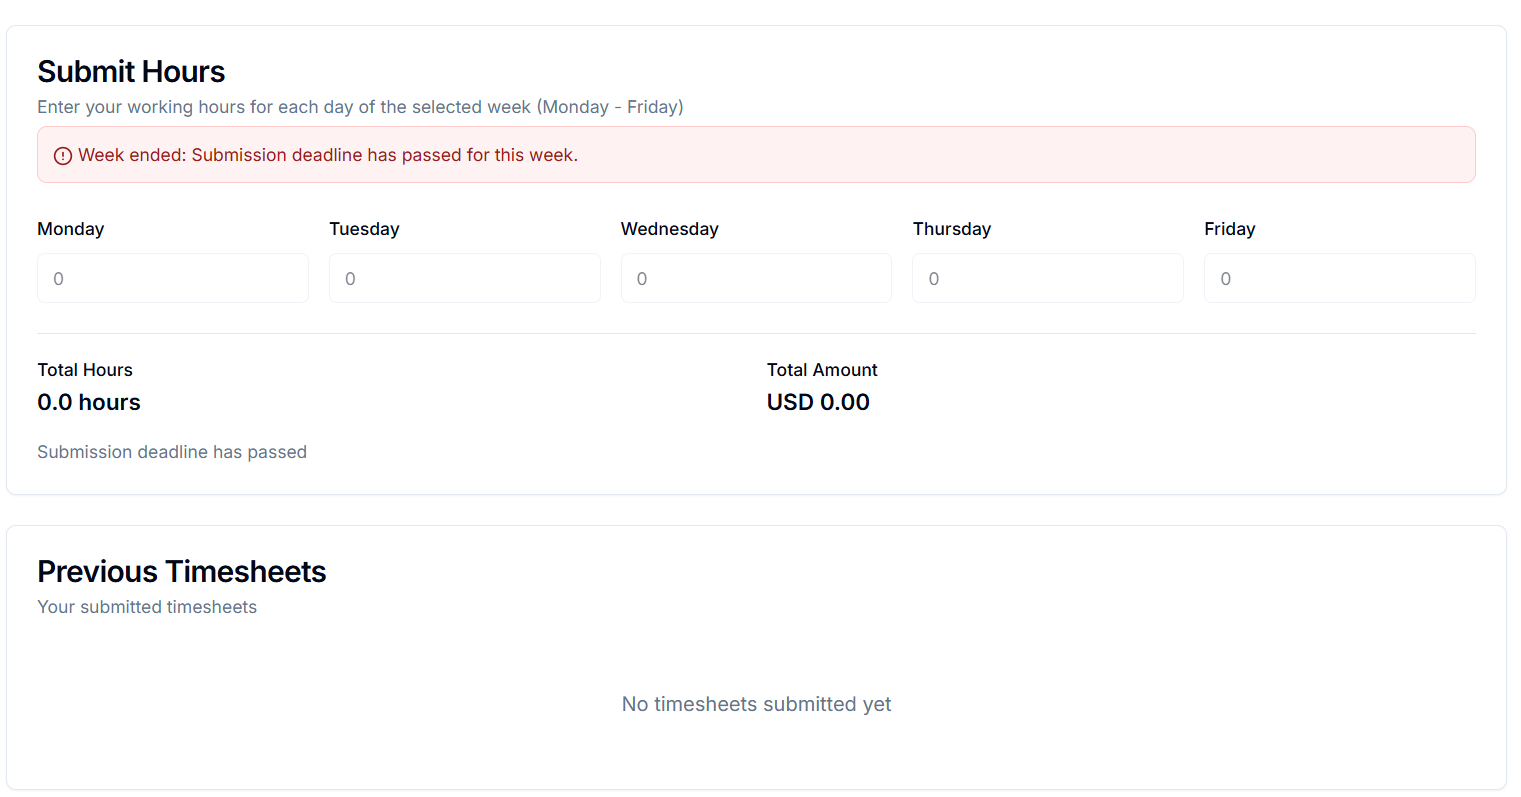 Submit Hours
Enter your working hours for each day of the selected week (Monday - Friday)
Week ended: Submission deadline has passed for this week.
Monday Tuesday Wednesday Thursday Friday
0 0 0 0 0
Total Hours Total Amount
0.0 hours USD 0.00
Submission deadline has passed
Previous Timesheets
Your submitted timesheets
No timesheets submitted yet